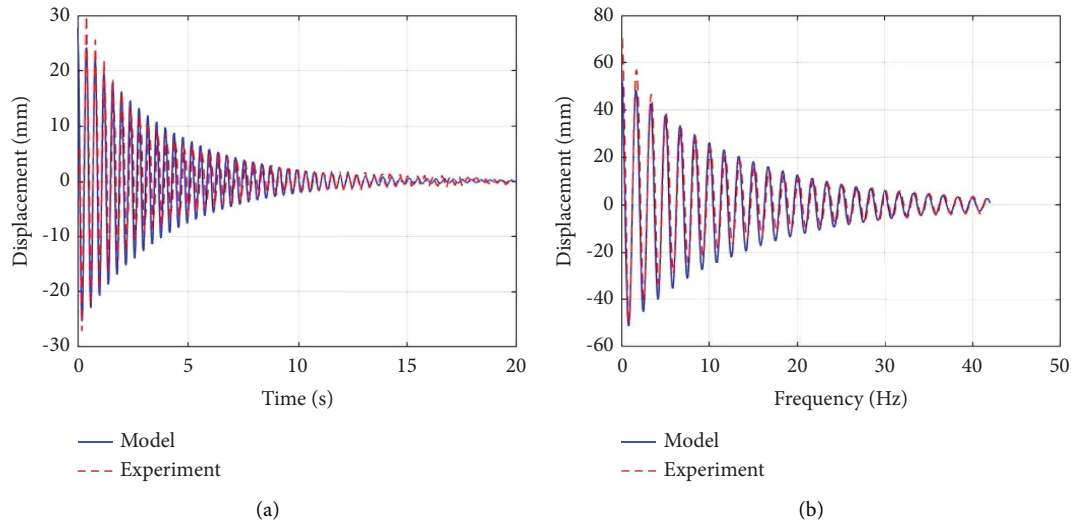 30
20
10
0
-10
-20
-30
Displacement (mm)
0 5 10 15 20
Time (s)
Model
Experiment
(a)
80
60
40
20
0
-20
-40
-60
Displacement (mm)
0 10 20 30 40 50
Frequency (Hz)
Model
Experiment
(b)